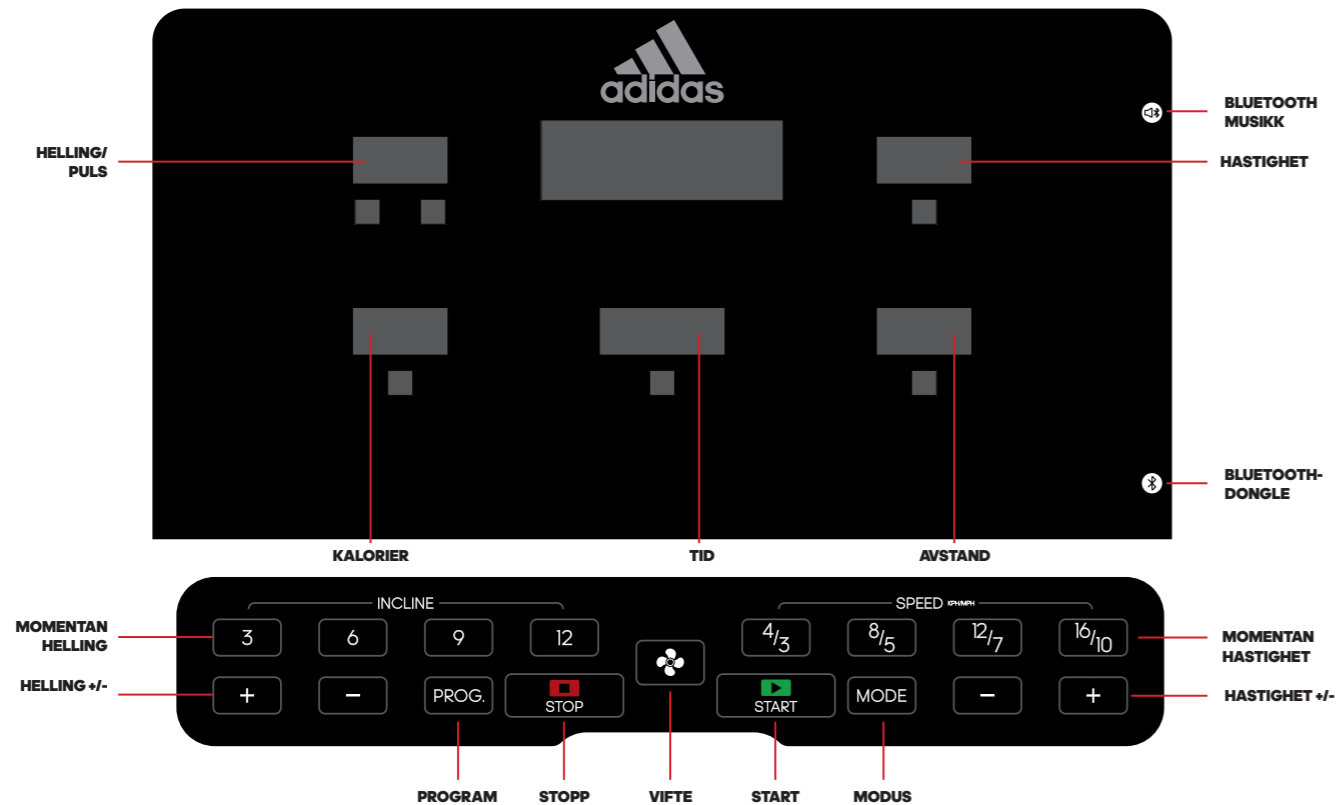 adidas
BLUETOOTH
MUSIKK
HELLING/
PULS
HASTIGHET
BLUETOOTH-
DONGLE
KALORIER
TID
AVSTAND
INCLINE
SPEED KPH/MPH
MOMENTAN
HELLING
3
6
9
12
4/3
8/5
12/7
16/10
MOMENTAN
HASTIGHET
HELLING +/-
+
−
PROG.
STOP
START
MODE
−
+
HASTIGHET +/-
PROGRAM
STOPP
VIFTE
START
MODUS